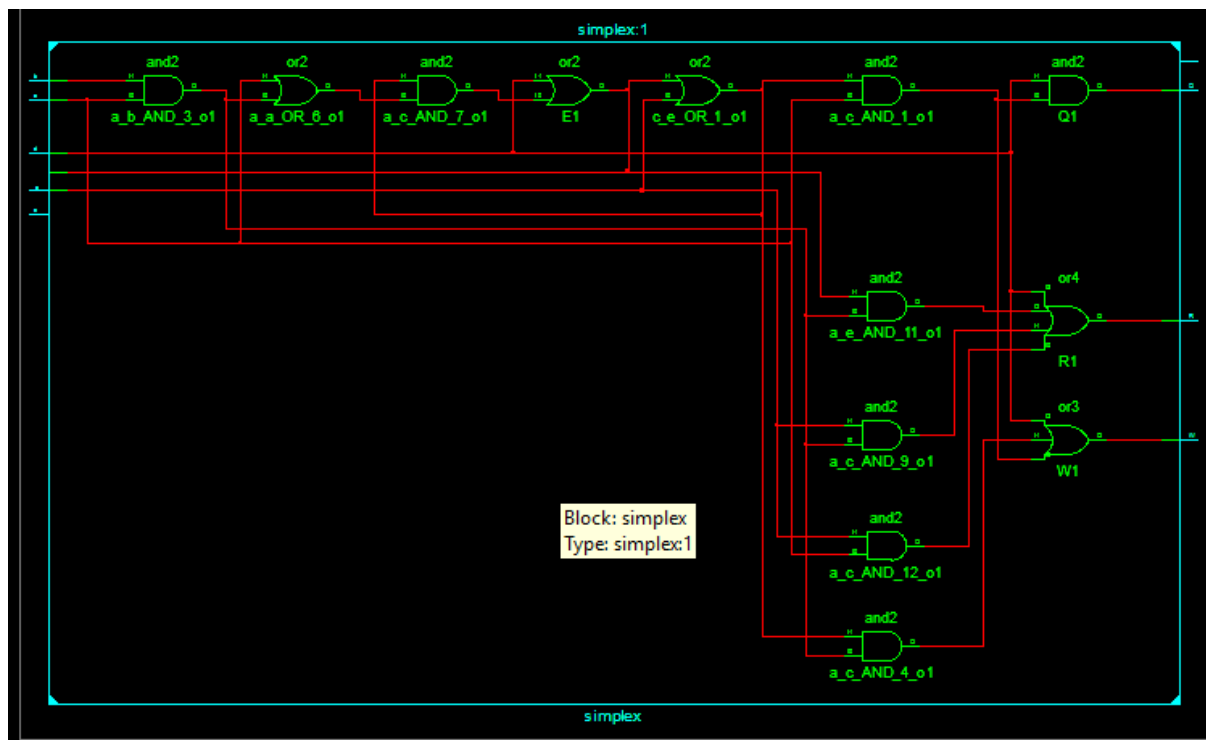 simplex:1
and2 or2 and2 or2 or2 and2 and2
a_b_AND_3_o1 a_a_OR_6_o1 a_c_AND_7_o1 E1 c_e_OR_1_o1 a_c_AND_1_o1 Q1
and2 or4
a_e_AND_11_o1
R1
and2 or3
a_c_AND_9_o1
W1
Block: simplex
Type: simplex:1
and2
a_c_AND_12_o1
and2
a_c_AND_4_o1
simplex